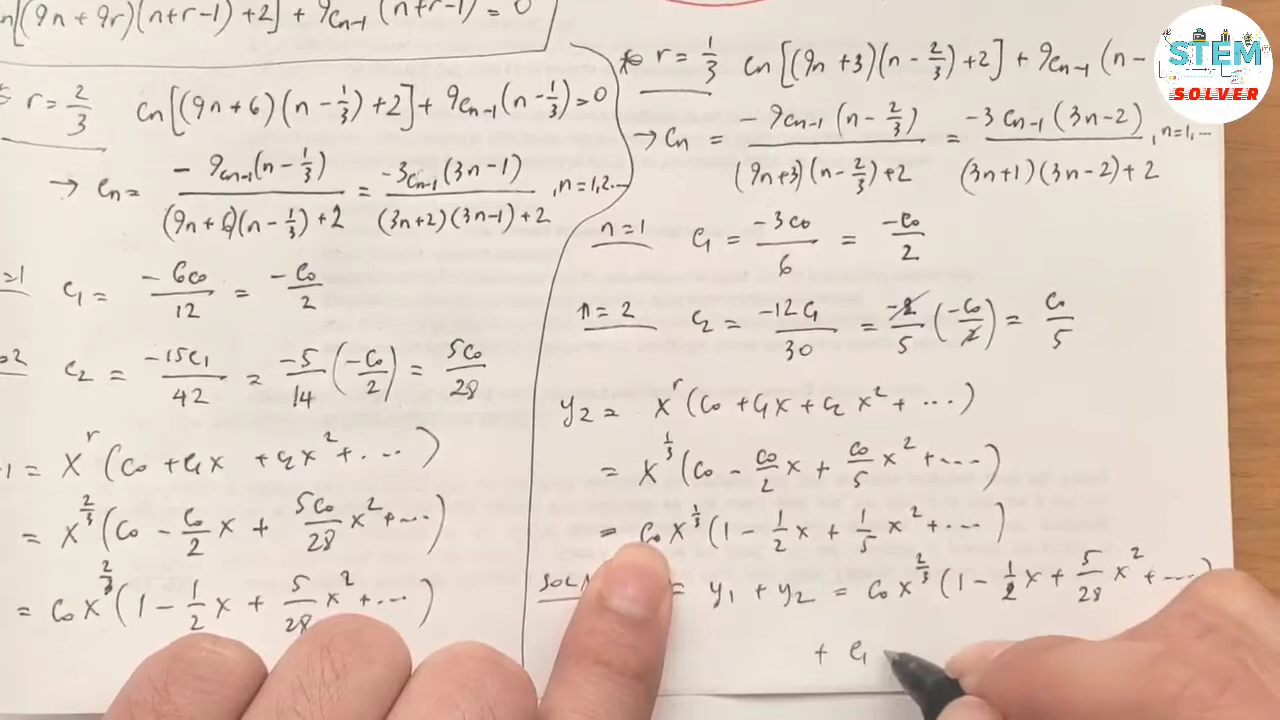 n[(9n+9r)(n+r-1)+2] + 9cn-1 (n+r-1) = 0
r = 2/3 cn[(9n+6)(n-1/3)+2] + 9cn-1(n-1/3) = 0
→ cn = -9cn-1(n-1/3)/((9n+6)(n-1/3)+2) = -3cn-1(3n-1)/((3n+2)(3n-1)+2), n=1,2...
=1 c1 = -6c0/12 = -c0/2
2 c2 = -15c1/42 = -5/14(-c0/2) = 5c0/28
1 = x^r(c0+c1x+c2x^2+...)
= x^2/3(c0 - c0/2 x + 5c0/28 x^2+...)
= c0x^2/3(1 - 1/2 x + 5/28 x^2+...)
* r = 1/3 cn[(9n+3)(n-2/3)+2] + 9cn-1 (n-
→ cn = -9cn-1(n-2/3)/((9n+3)(n-2/3)+2) = -3cn-1(3n-2)/((3n+1)(3n-2)+2), n=1,...
n=1 c1 = -3c0/6 = -c0/2
n=2 c2 = -12c1/30 = -2/5(-c0/2) = c0/5
y2 = x^r(c0+c1x+c2x^2+...)
= x^1/3(c0 - c0/2 x + c0/5 x^2+...)
= c0x^1/3(1 - 1/2 x + 1/5 x^2+...)
= y1 + y2 = c0x^2/3(1 - 1/2 x + 5/28 x^2+...)
+ c1
STEM
SOLVER